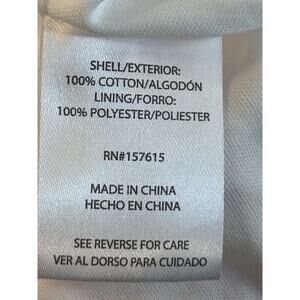 SHELL/EXTERIOR:
100% COTTON/ALGODÓN
LINING/FORRO:
100% POLYESTER/POLIESTER
RN#157615
MADE IN CHINA
HECHO EN CHINA
SEE REVERSE FOR CARE
VER AL DORSO PARA CUIDADO